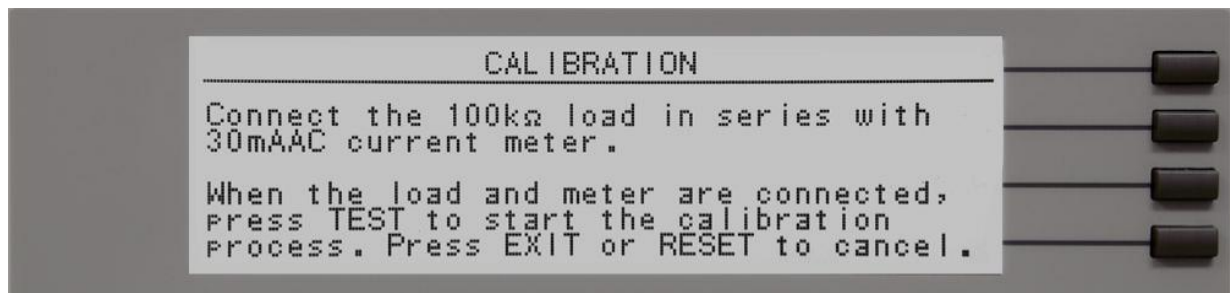 CALIBRATION
Connect the 100kΩ load in series with
30mAAC current meter.
When the load and meter are connected,
press TEST to start the calibration
process. Press EXIT or RESET to cancel.